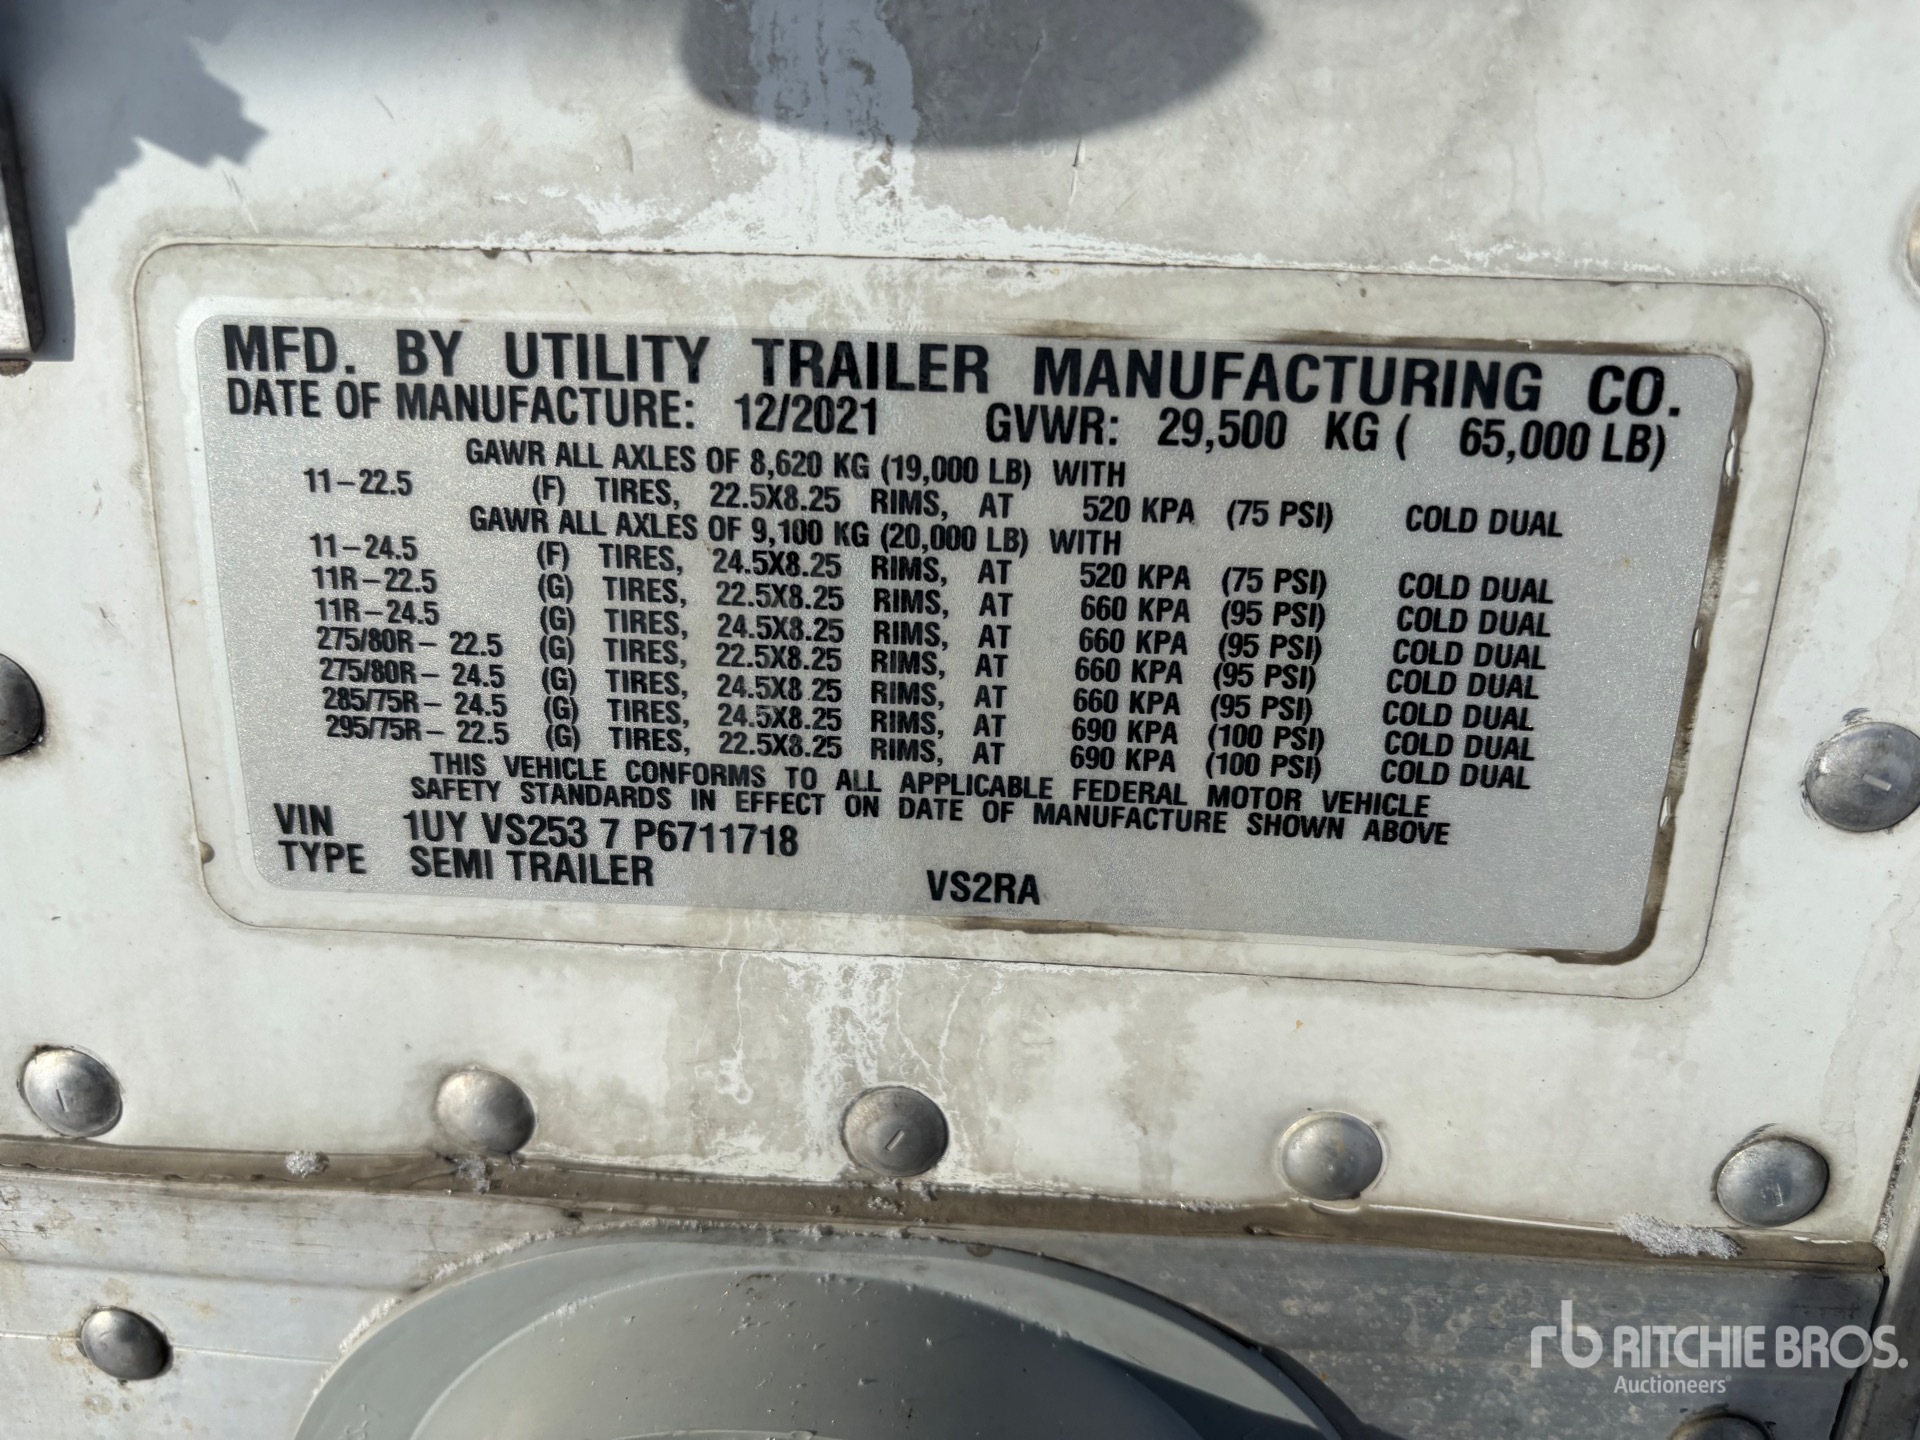 MFD. BY UTILITY TRAILER MANUFACTURING CO.
DATE OF MANUFACTURE: 12/2021 GVWR: 29,500 KG ( 65,000 LB)
GAWR ALL AXLES OF 8,620 KG (19,000 LB) WITH
11-22.5 (F) TIRES, 22.5X8.25 RIMS, AT 520 KPA (75 PSI) COLD DUAL
GAWR ALL AXLES OF 9,100 KG (20,000 LB) WITH
11-24.5 (F) TIRES, 24.5X8.25 RIMS, AT 520 KPA (75 PSI) COLD DUAL
11R-22.5 (G) TIRES, 22.5X8.25 RIMS, AT 660 KPA (95 PSI) COLD DUAL
11R-24.5 (G) TIRES, 24.5X8.25 RIMS, AT 660 KPA (95 PSI) COLD DUAL
275/80R- 22.5 (G) TIRES, 22.5X8.25 RIMS, AT 660 KPA (95 PSI) COLD DUAL
275/80R- 24.5 (G) TIRES, 24.5X8.25 RIMS, AT 660 KPA (95 PSI) COLD DUAL
285/75R- 24.5 (G) TIRES, 24.5X8.25 RIMS, AT 690 KPA (100 PSI) COLD DUAL
295/75R- 22.5 (G) TIRES, 22.5X8.25 RIMS, AT 690 KPA (100 PSI) COLD DUAL
THIS VEHICLE CONFORMS TO ALL APPLICABLE FEDERAL MOTOR VEHICLE
SAFETY STANDARDS IN EFFECT ON DATE OF MANUFACTURE SHOWN ABOVE
VIN 1UY VS253 7 P6711718
TYPE SEMI TRAILER VS2RA
rb RITCHIE BROS.
Auctioneers